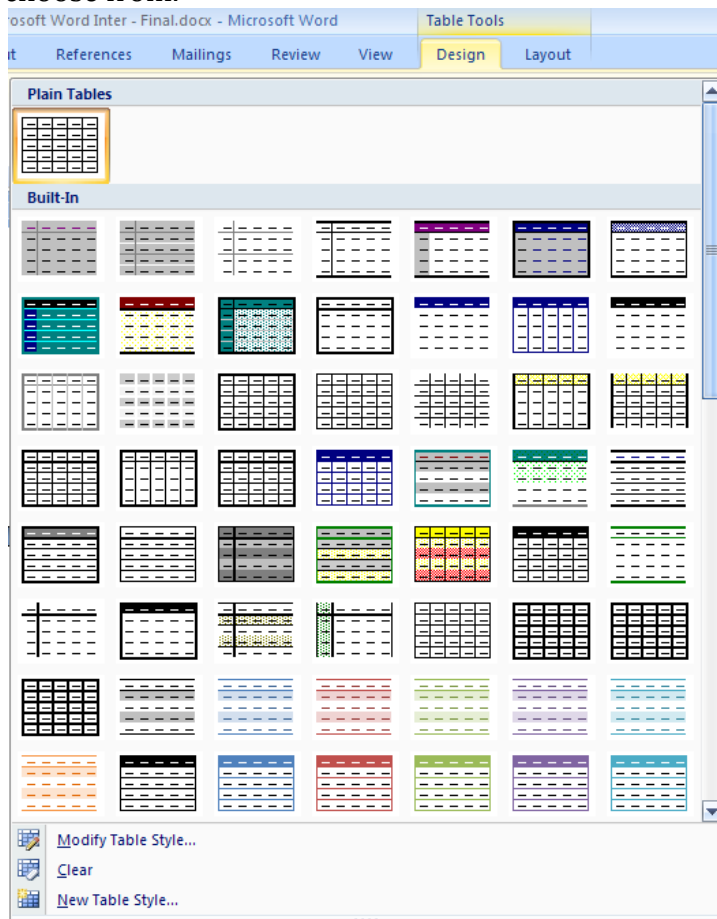 rosoft Word Inter - Final.docx - Microsoft Word Table Tools
References Mailings Review View Design Layout
Plain Tables
Built-In
Modify Table Style...
Clear
New Table Style...